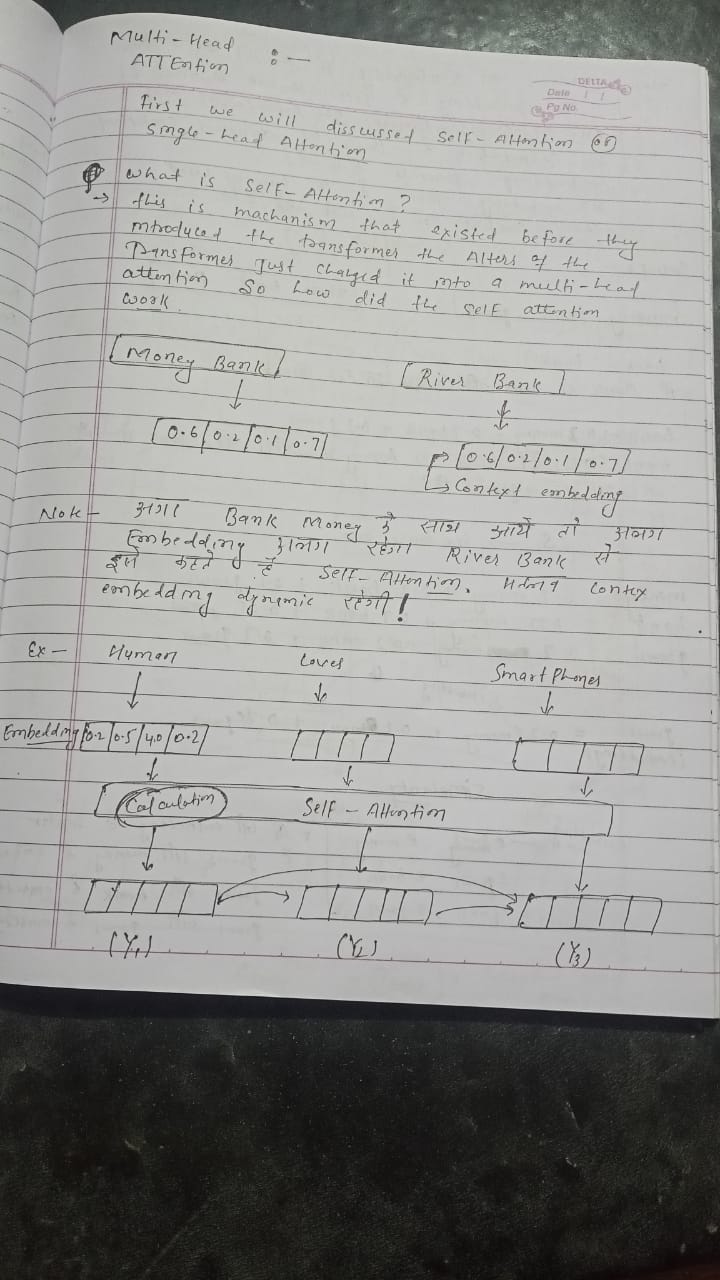 Multi-Head
ATTEntion :-
DELTA
Date / /
Pg No.
First we will disscussed Self-Attention or
Single-head Attention
What is Self-Attention?
→ this is machanism that existed before they
introduced the transformer the Alters of the
Transformer Just changed it into a multi-head
attention So how did the self attention
work.
Money Bank
River Bank
0.6 0.2 0.1 0.7
0.6 0.2 0.1 0.7
Context embedding
Note- अगर Bank Money के साथ आये तो अलग
Embedding अलग रहेगा River Bank से
इसे कहते है Self-Attention. मतलब Contex
embedding dynamic रहेगी!
Ex- Human Loves Smart Phones
Embedding 0.2 0.5 4.0 0.2
Calculation Self-Attention
(Y1) (Y2) (Y3)